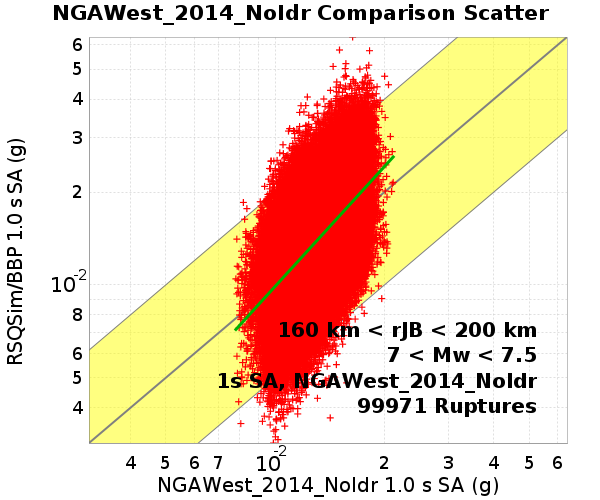 NGAWest_2014_NoIdr Comparison Scatter
6
5
4
3
2
10-2
8
6
5
4
RSQSim/BBP 1.0 s SA (g)
160 km < rJB < 200 km
7 < Mw < 7.5
1s SA, NGAWest_2014_NoIdr
99971 Ruptures
4 5 6 7 10-2 2 3 4 5 6
NGAWest_2014_NoIdr 1.0 s SA (g)